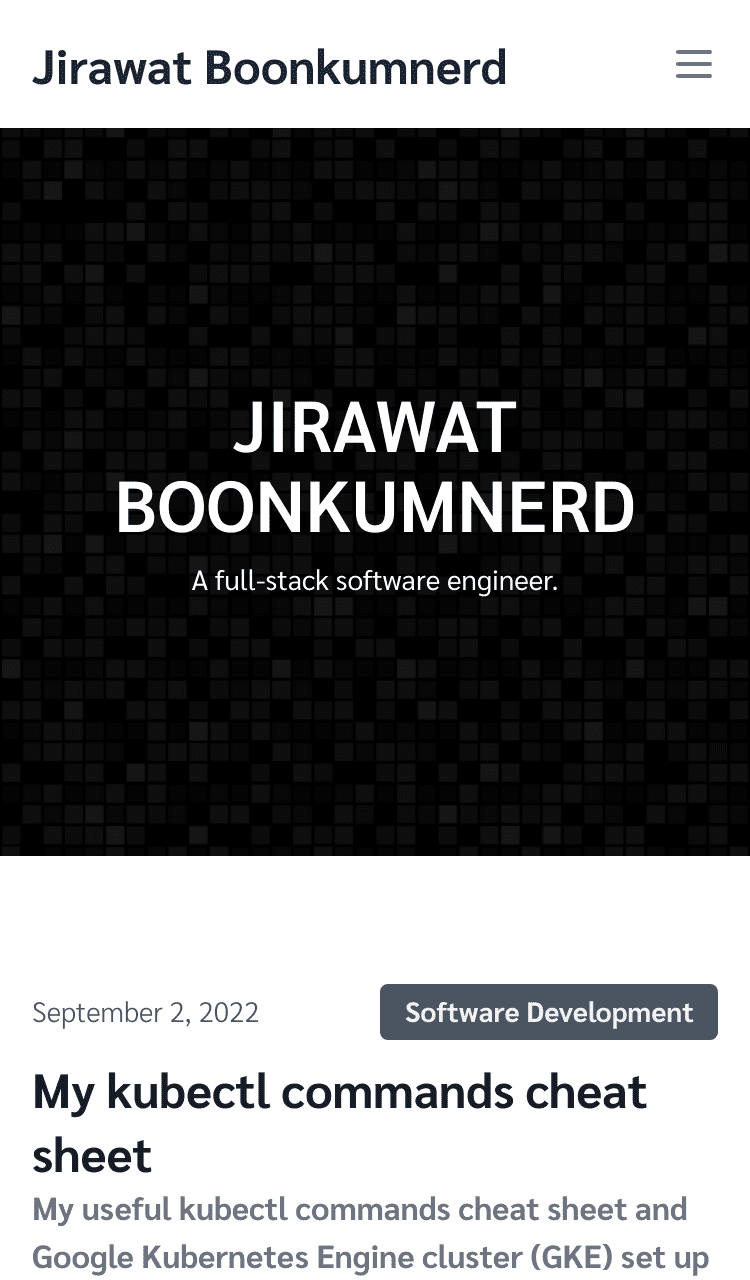 Jirawat Boonkumnerd
JIRAWAT
BOONKUMNERD
A full-stack software engineer.
September 2, 2022
Software Development
My kubectl commands cheat
sheet
My useful kubectl commands cheat sheet and
Google Kubernetes Engine cluster (GKE) set up